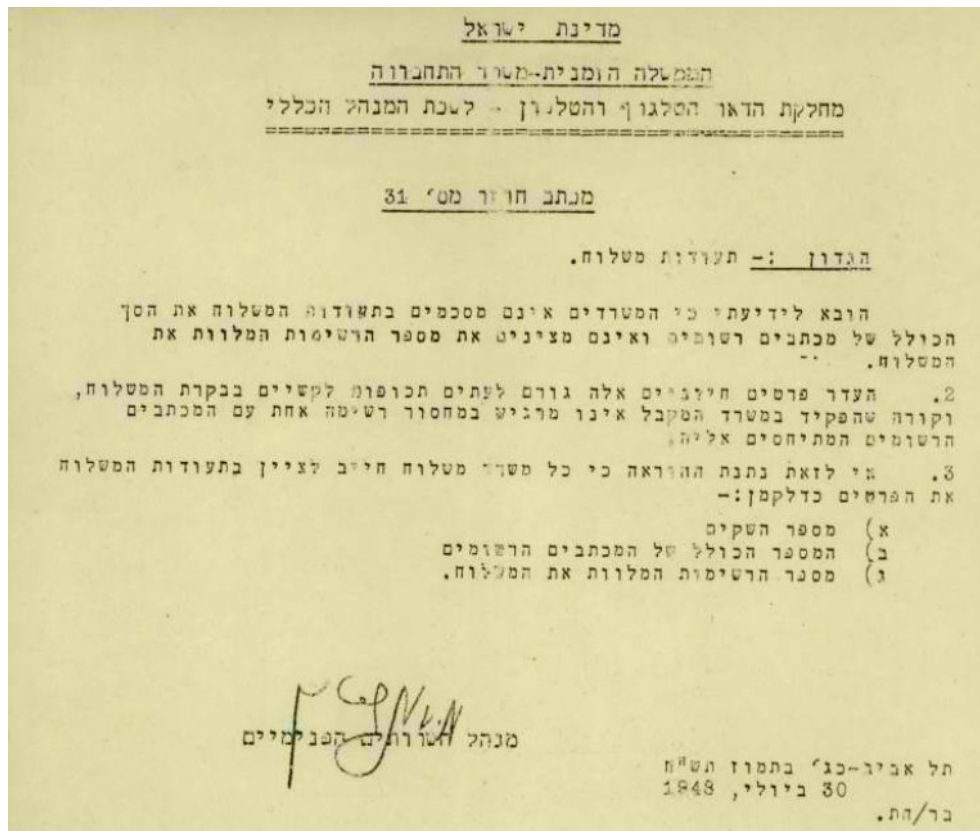 מדינת ישראל
הממשלה הזמנית-משרד התחבורה
מחלקת הדאר הטלגרף והטלפון - לשכת המנהל הכללי
מכתב חוזר מס' 31
הנדון :- תעודות משלוח.
הובא לידיעתי כי המשרדים אינם מסכמים בתעודות המשלוח את הסך
הכולל של מכתבים רשומים ואינם מציינים את מספר הרשימות המלוות את
המשלוח.
2. העדר פרטים חיוניים אלה גורם לעתים תכופות לקשיים בבקרת המשלוח,
וקורה שהפקיד במשרד המקבל אינו מרגיש במחסור רשימה אחת עם המכתבים
הרשומים המתיחסים אליה.
3. אי לזאת נתנת ההוראה כי כל משרד משלוח חייב לציין בתעודות המשלוח
את הפרטים כדלקמן:-
א) מספר השקים
ב) המספר הכולל של המכתבים הרשומים
ג) מספר הרשימות המלוות את המשלוח.
מנהל השרותים הפנימיים
תל אביב-כג' בתמוז תש"ח
30 ביולי, 1948
בר/הת.